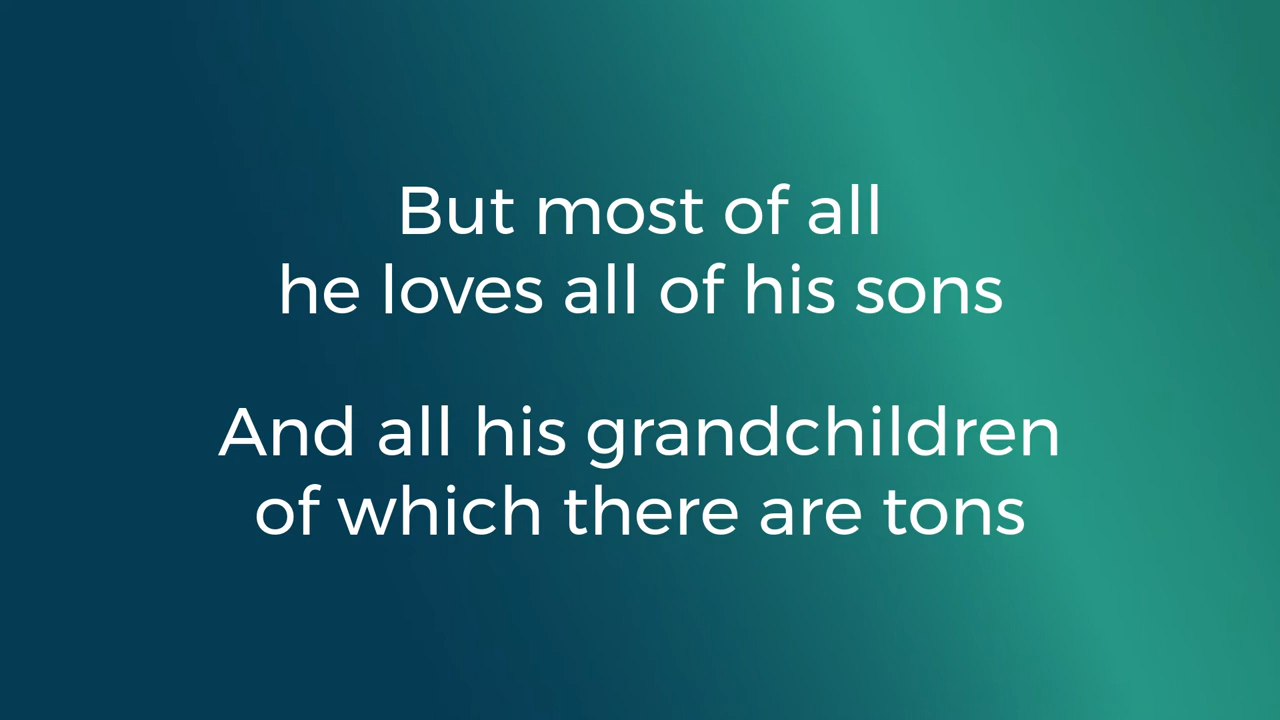 But most of all
he loves all of his sons
And all his grandchildren
of which there are tons